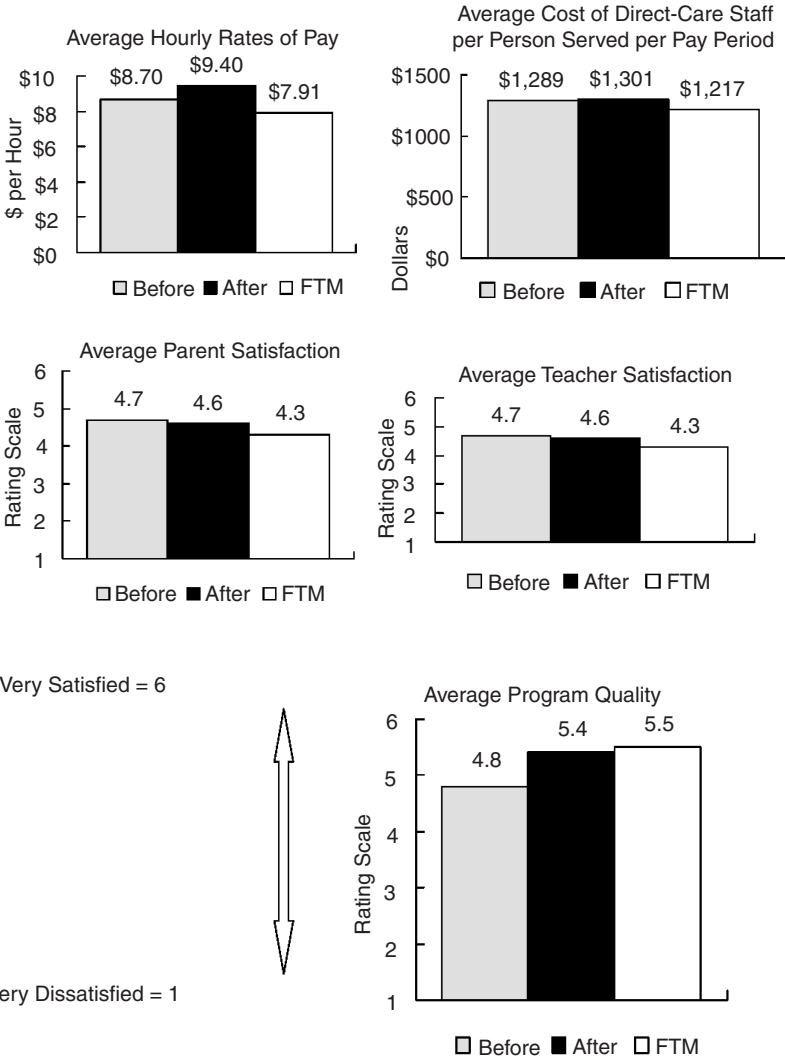 Average Hourly Rates of Pay
$ per Hour
$10
$8
$6
$4
$2
$0
$8.70
$9.40
$7.91
Before After FTM
Average Cost of Direct-Care Staff
per Person Served per Pay Period
Dollars
$1500
$1000
$500
$0
$1,289
$1,301
$1,217
Before After FTM
Average Parent Satisfaction
Rating Scale
6
5
4
3
2
1
4.7
4.6
4.3
Before After FTM
Average Teacher Satisfaction
Rating Scale
6
5
4
3
2
1
4.7
4.6
4.3
Before After FTM
Very Satisfied = 6
ery Dissatisfied = 1
Average Program Quality
Rating Scale
6
5
4
3
2
1
4.8
5.4
5.5
Before After FTM